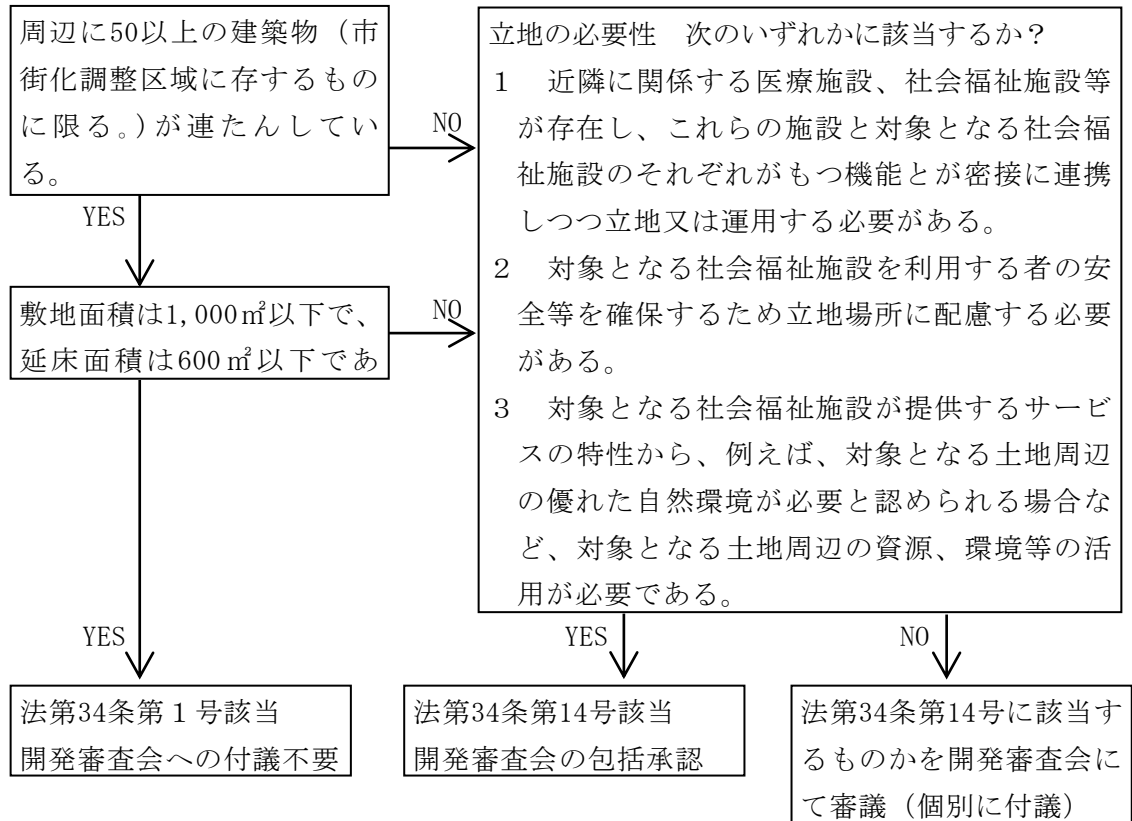 周辺に50以上の建築物（市
街化調整区域に存するもの
に限る。)が連たんしてい
る。
NO
YES
敷地面積は1,000㎡以下で、
延床面積は600㎡以下であ
NO
立地の必要性　次のいずれかに該当するか？
１　近隣に関係する医療施設、社会福祉施設等
が存在し、これらの施設と対象となる社会福
祉施設のそれぞれがもつ機能とが密接に連携
しつつ立地又は運用する必要がある。
２　対象となる社会福祉施設を利用する者の安
全等を確保するため立地場所に配慮する必要
がある。
３　対象となる社会福祉施設が提供するサービ
スの特性から、例えば、対象となる土地周辺
の優れた自然環境が必要と認められる場合な
ど、対象となる土地周辺の資源、環境等の活
用が必要である。
YES
YES
NO
法第34条第１号該当
開発審査会への付議不要
法第34条第14号該当
開発審査会の包括承認
法第34条第14号に該当す
るものかを開発審査会に
て審議（個別に付議）